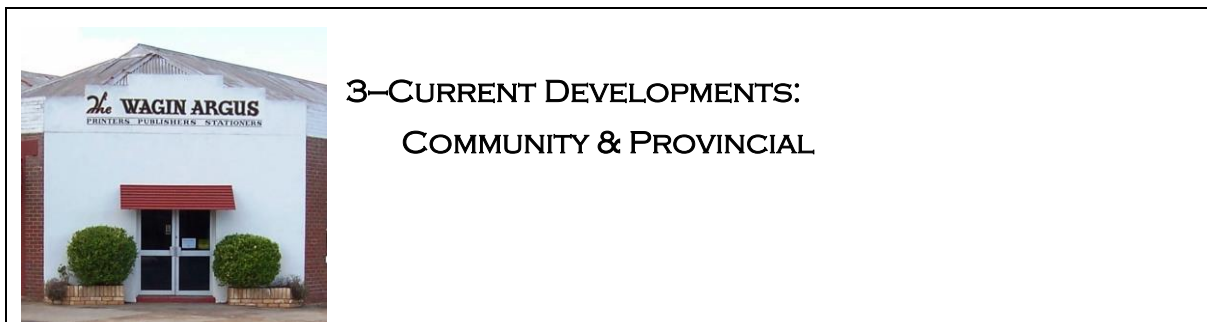 The WAGIN ARGUS
PRINTERS PUBLISHERS STATIONERS
3–CURRENT DEVELOPMENTS:
COMMUNITY & PROVINCIAL